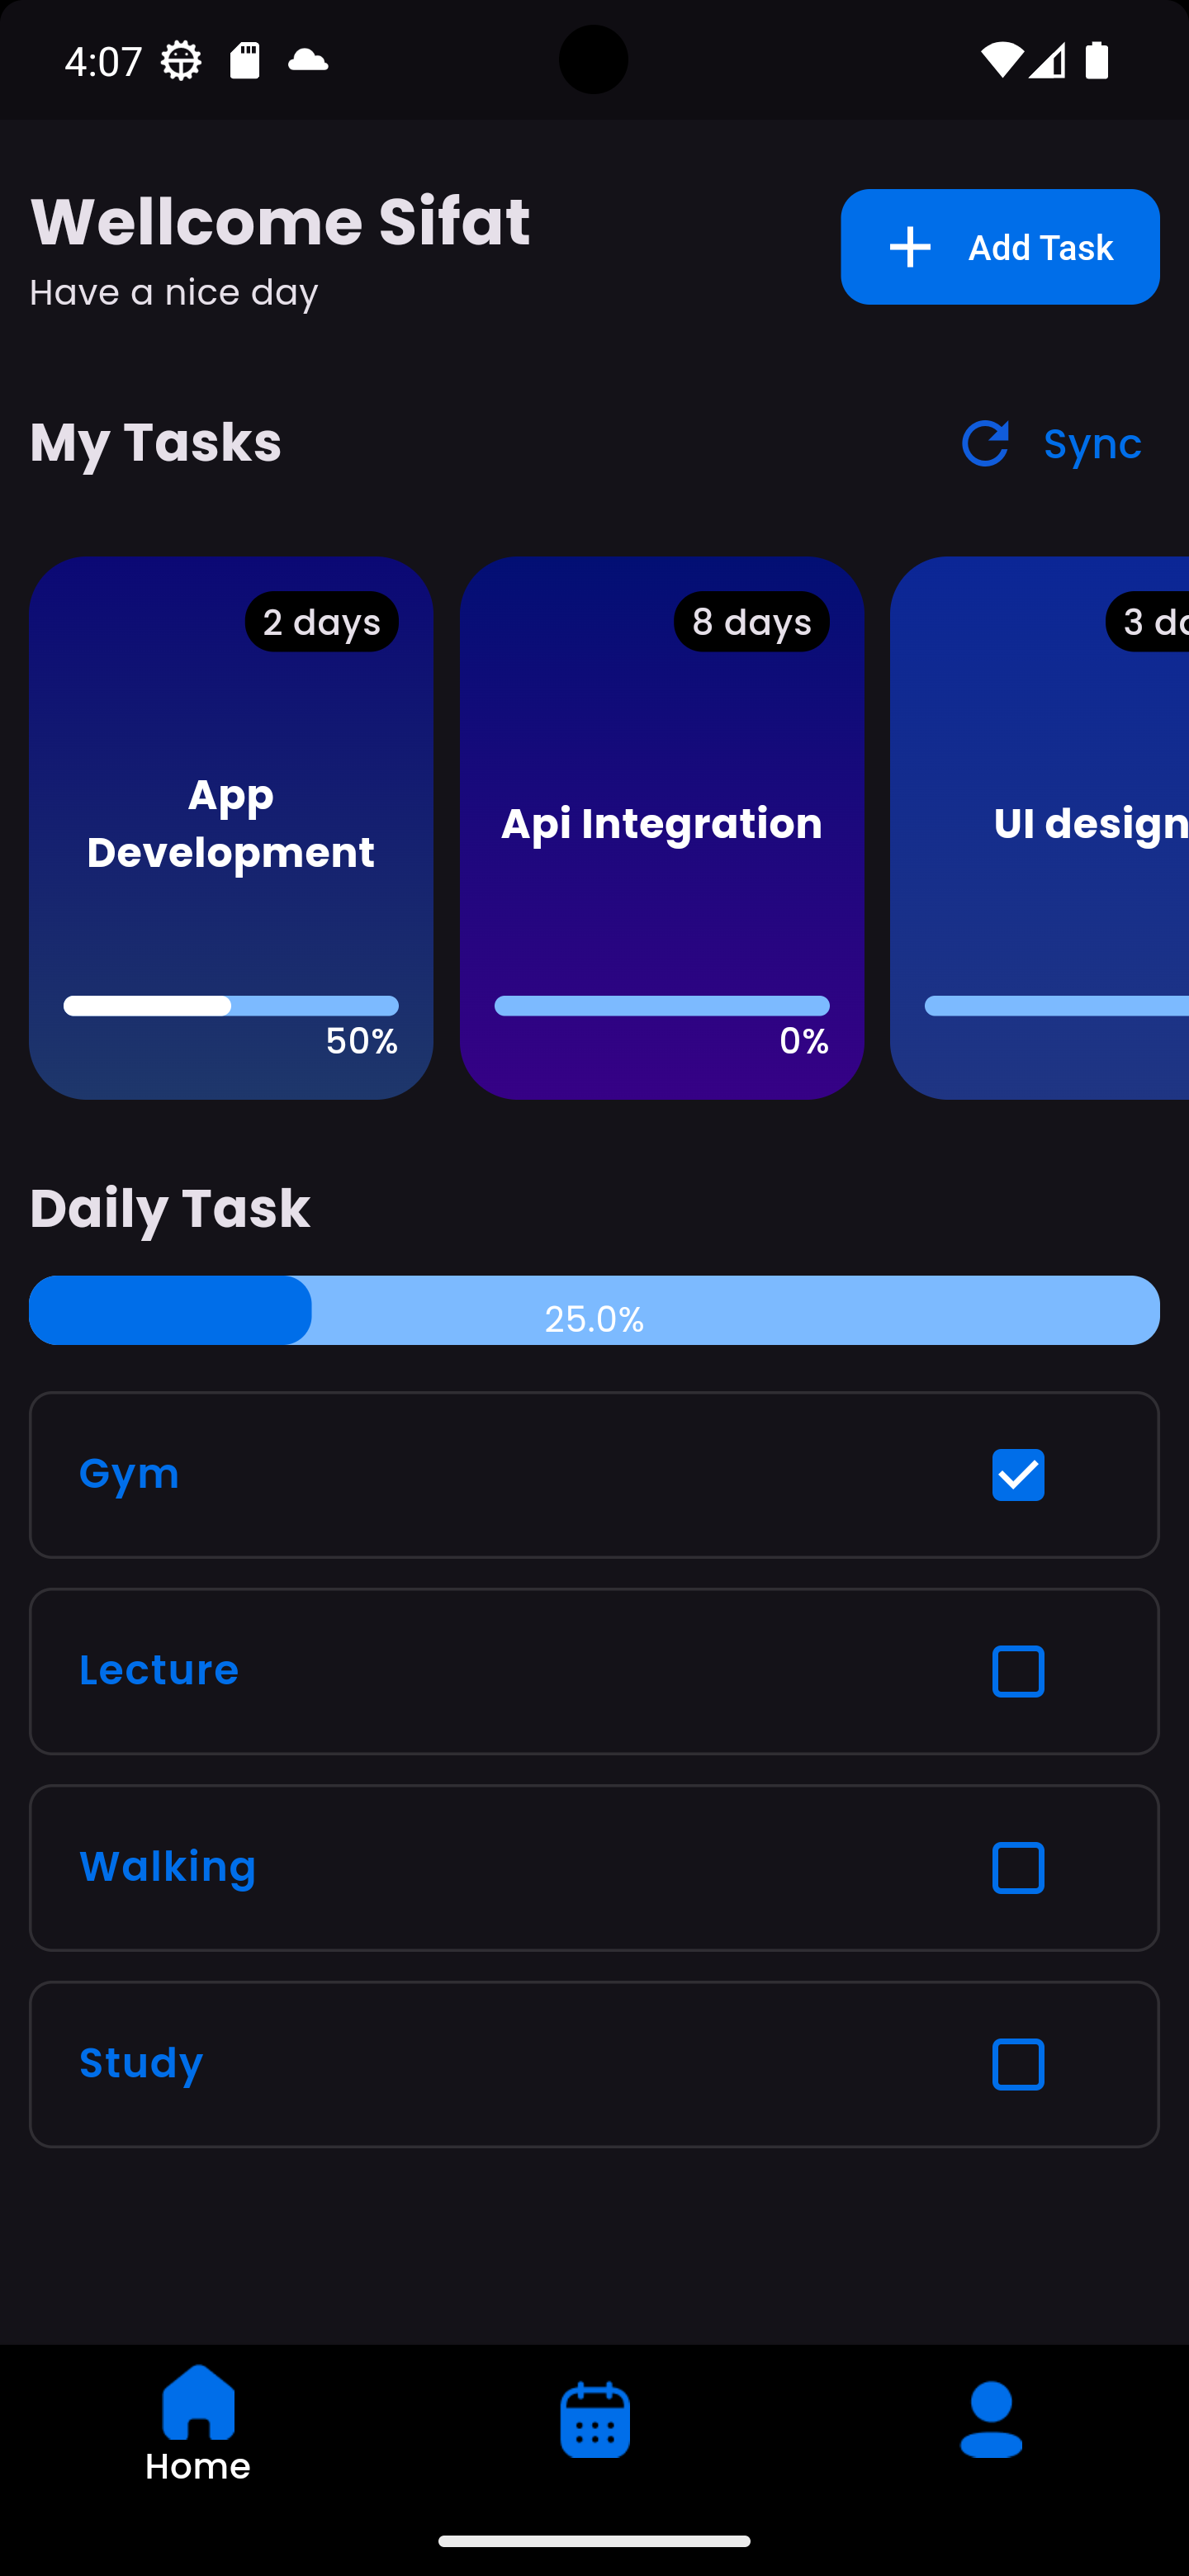 4:07
Wellcome Sifat
Have a nice day
Add Task
My Tasks
Sync
2 days
8 days
3
App
Development
Api Integration
UI design
50%
0%
Daily Task
25.0%
Gym
Lecture
Walking
Study
Home